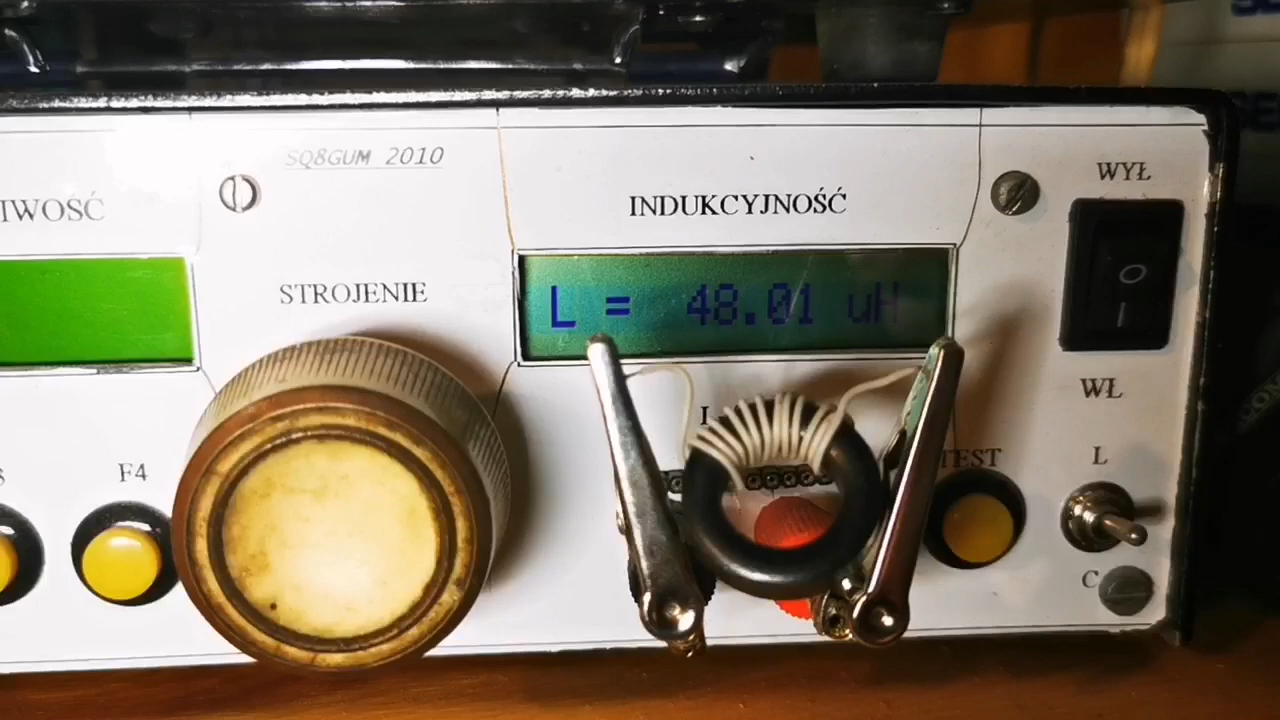 SQ8GUM 2010
IWOŚĆ
STROJENIE
F4
INDUKCYJNOŚĆ
L = 48.01 uH
TEST
WYŁ
O
I
WŁ
L
C